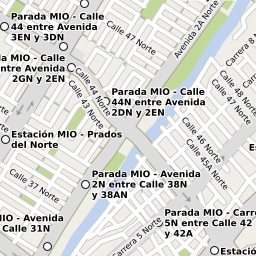 Parada MIO - Calle
44 entre Avenida
3EN y 3DN
Calle 47 Norte
Avenida 2A Norte
Carrera 8
Parada MIO - Calle
entre Avenida
2GN y 2EN
Calle 44 Norte
Calle 43 Norte
Parada MIO - Calle
44N entre Avenida
2DN y 2EN
Calle 48 Norte
Calle 47 Norte
Estación MIO - Prados
del Norte
Calle 46 Norte
Calle 45A Norte
Calle 37 Norte
Parada MIO - Avenida
2N entre Calle 38N
y 38AN
Es
MIO - Avenida
Calle 31N
Carrera 5 Norte
Parada MIO - Carre
5N entre Calle 42
y 42A
Estació